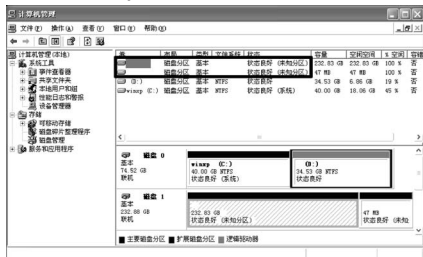 计算机管理
文件(F) 操作(A) 查看(V) 窗口(W) 帮助(H)
计算机管理(本地)
系统工具
事件查看器
共享文件夹
本地用户和组
性能日志和警报
设备管理器
存储
可移动存储
磁盘碎片整理程序
磁盘管理
服务和应用程序
卷 布局 类型 文件系统 状态 容量 空闲空间 % 空闲 容错
磁盘分区 基本 状态良好 (未知分区) 232.83 GB 232.83 GB 100 % 否
磁盘分区 基本 状态良好 (未知分区) 47 MB 47 MB 100 % 否
(D:) 磁盘分区 基本 NTFS 状态良好 34.53 GB 6.86 GB 19 % 否
winxp (C:) 磁盘分区 基本 NTFS 状态良好 (系统) 40.00 GB 18.06 GB 45 % 否
磁盘 0
基本
74.52 GB
联机
winxp (C:)
40.00 GB NTFS
状态良好 (系统)
(D:)
34.53 GB NTFS
状态良好
磁盘 1
基本
232.88 GB
联机
232.83 GB
状态良好 (未知分区)
47 MB
状态良好 (未知
主要磁盘分区 扩展磁盘分区 逻辑驱动器